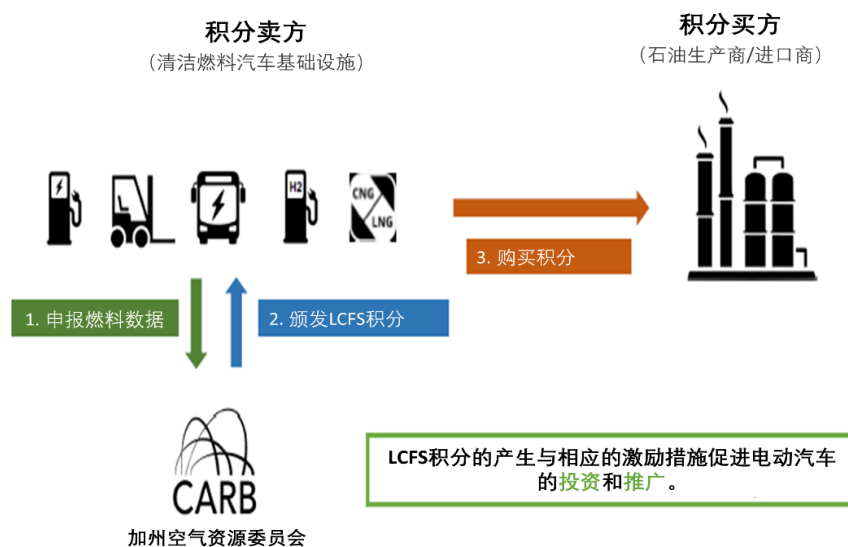 积分卖方
（清洁燃料汽车基础设施）
积分买方
（石油生产商/进口商）
H2
CNG
LNG
3. 购买积分
1. 申报燃料数据
2. 颁发LCFS积分
CARB
加州空气资源委员会
LCFS积分的产生与相应的激励措施促进电动汽车
的投资和推广。